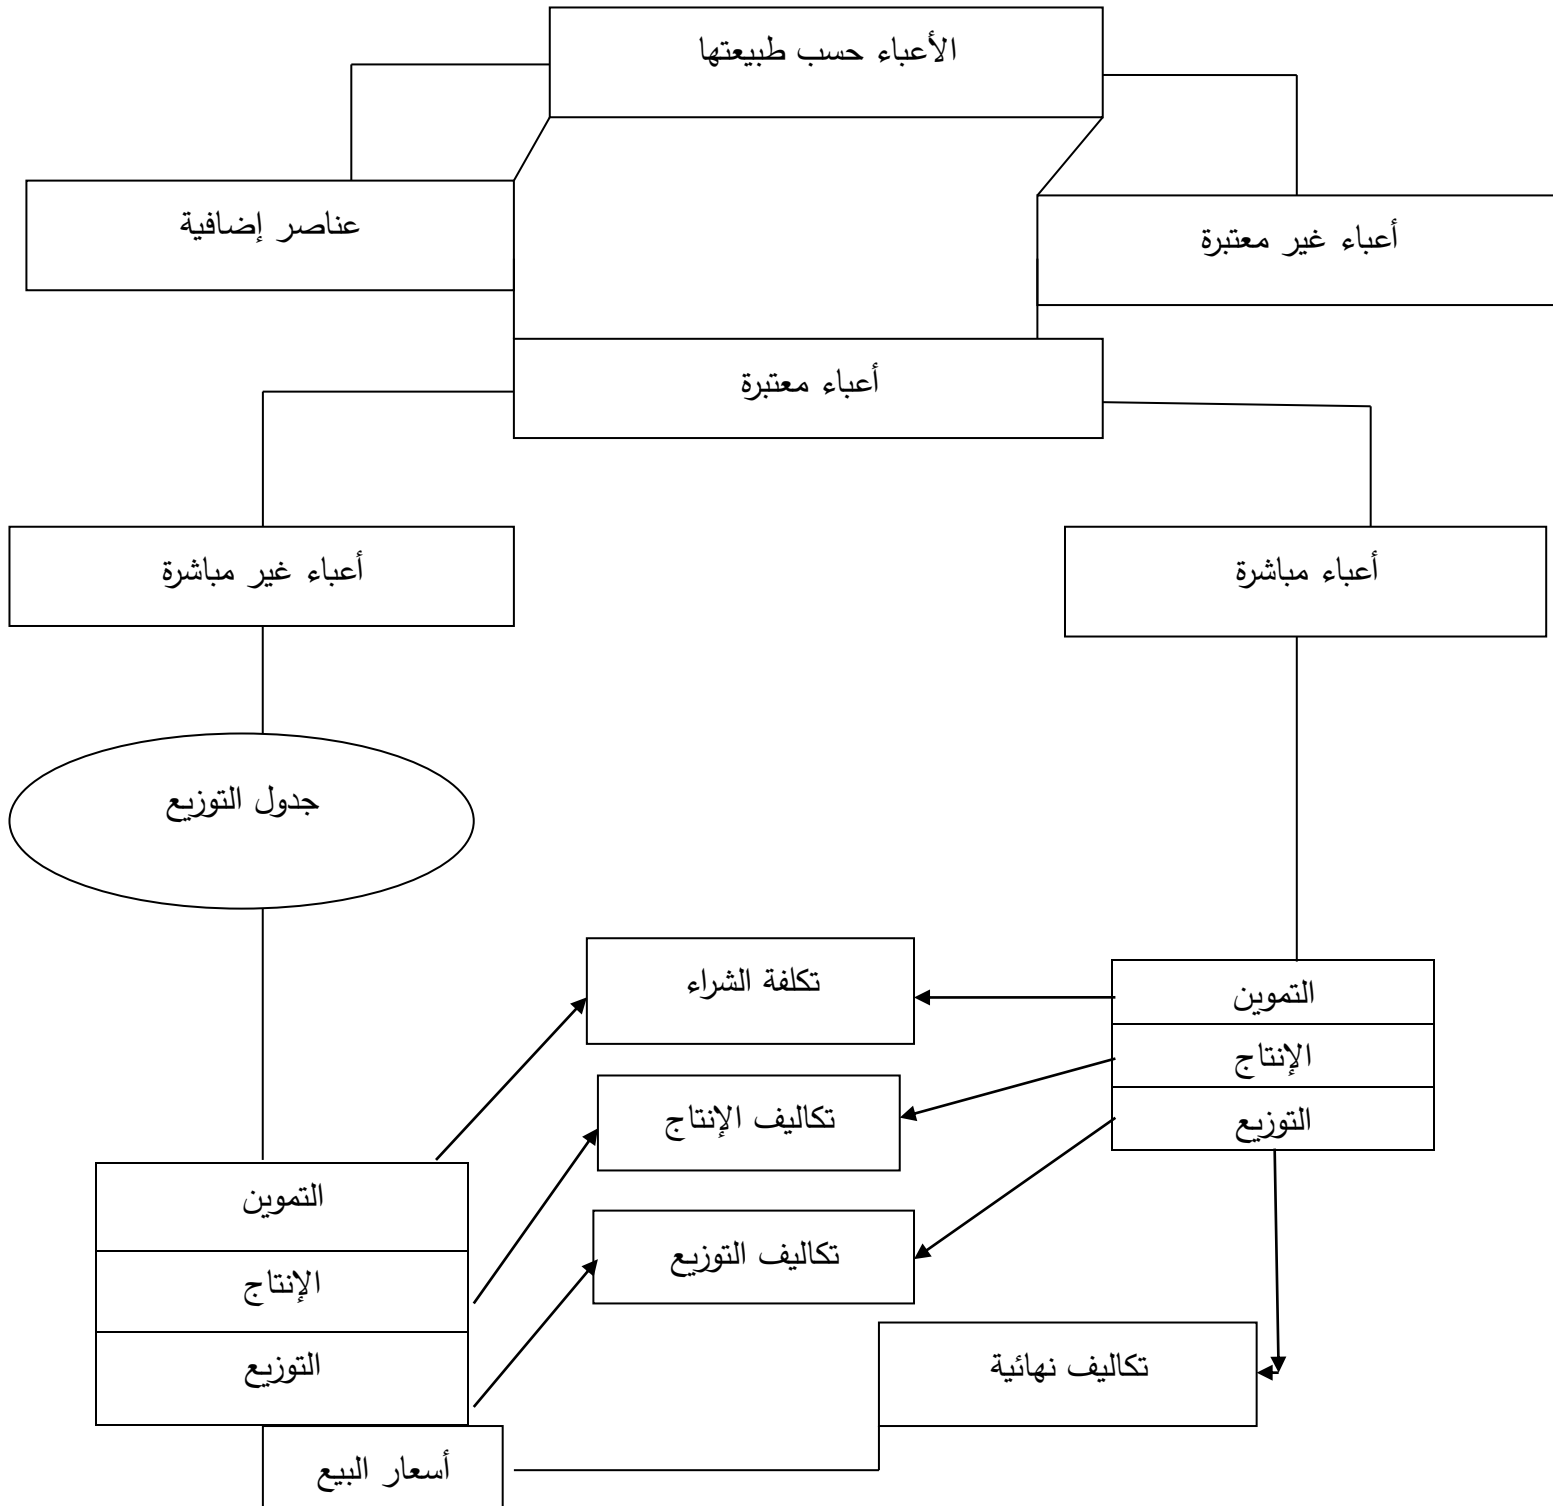 الأعباء حسب طبيعتها
أعباء غير معتبرة
عناصر إضافية
أعباء معتبرة
أعباء مباشرة
أعباء غير مباشرة
جدول التوزيع
التموين
الإنتاج
التوزيع
تكلفة الشراء
تكاليف الإنتاج
تكاليف التوزيع
التموين
الإنتاج
التوزيع
تكاليف نهائية
أسعار البيع